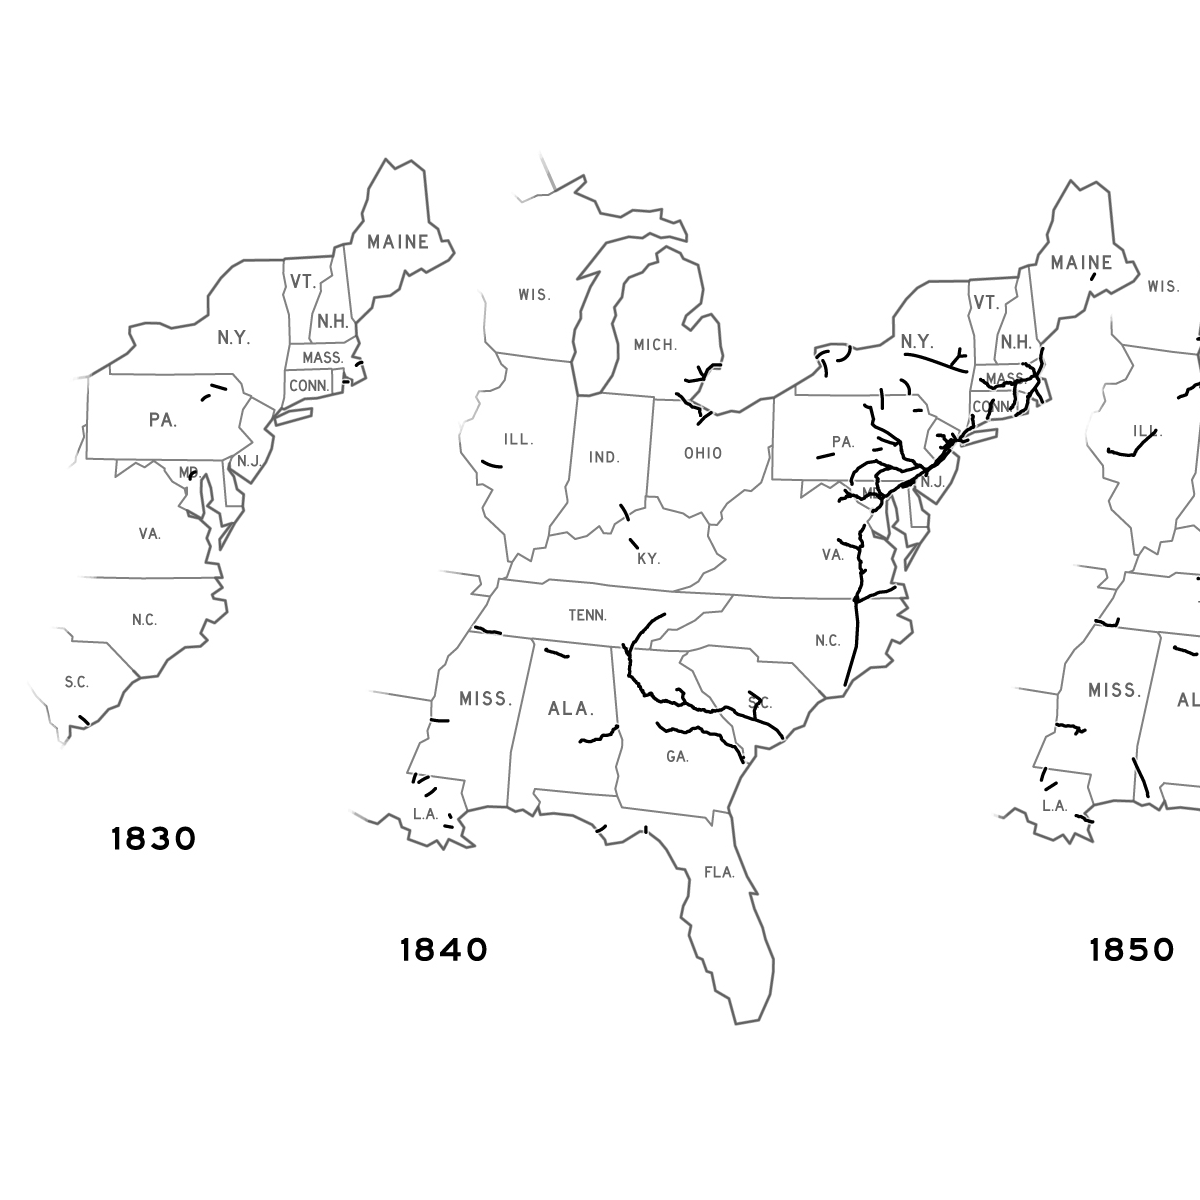 MAINE
VT.
N.H.
N.Y.
MASS.
CONN.
PA.
N.J.
MD.
VA.
N.C.
S.C.
1830
WIS.
MICH.
ILL.
IND.
OHIO
KY.
TENN.
MISS.
ALA.
GA.
L.A.
FLA.
S.C.
N.C.
VA.
MD.
PA.
N.J.
N.Y.
VT.
N.H.
MASS.
CONN.
MAINE
1840
WIS.
ILL.
MISS.
AL
L.A.
1850